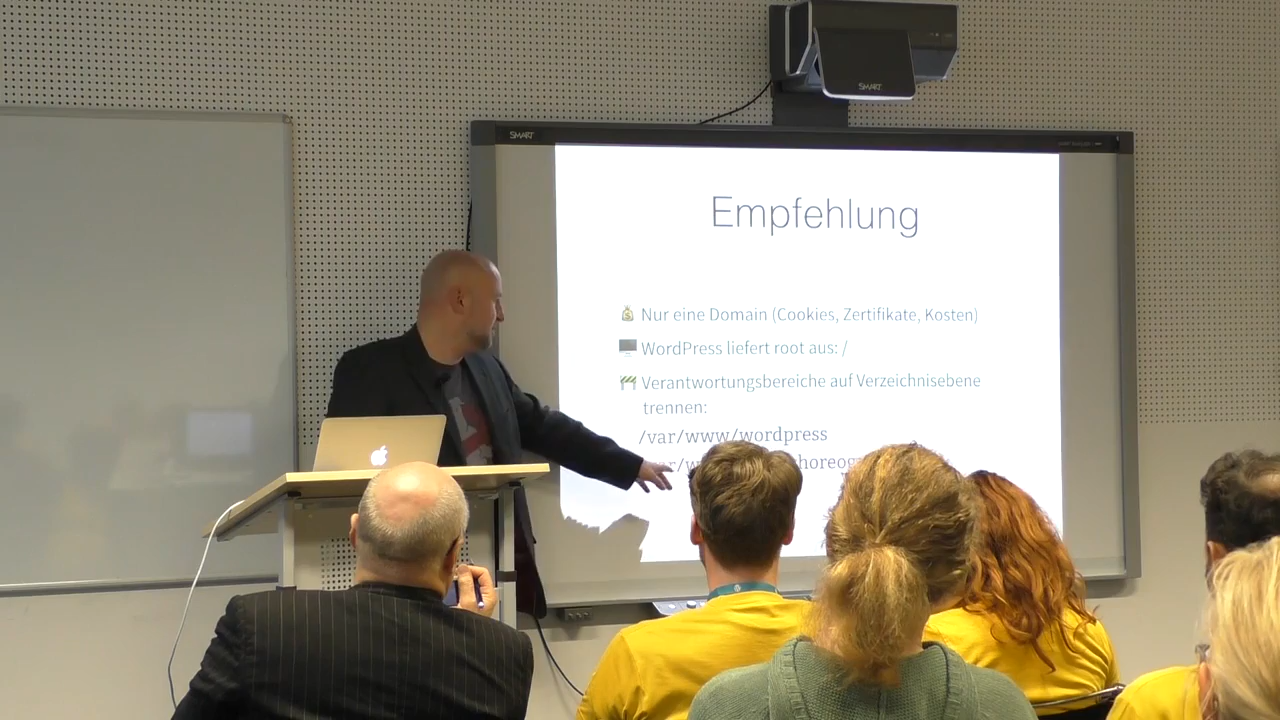 SMART
SMART
Empfehlung
Nur eine Domain (Cookies, Zertifikate, Kosten)
WordPress liefert root aus: /
Verantwortungsbereiche auf Verzeichnisebene
trennen:
/var/www/wordpress